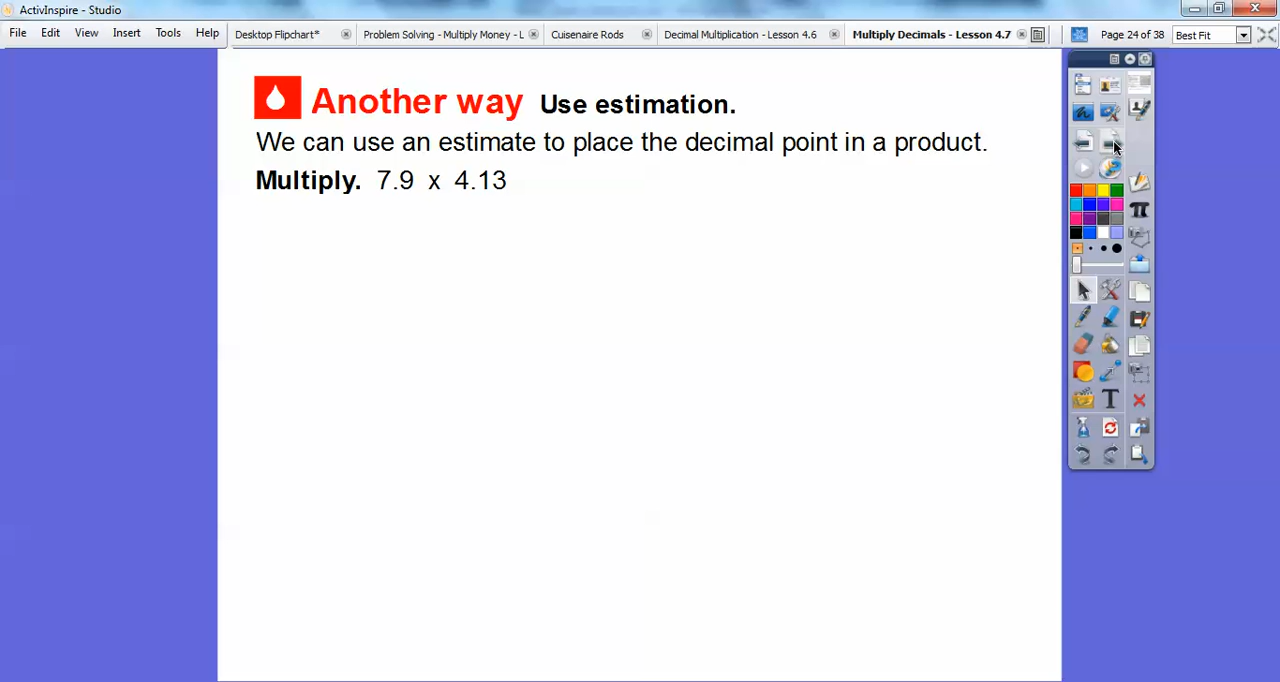 ActivInspire - Studio
File Edit View Insert Tools Help Desktop Flipchart* Problem Solving - Multiply Money - L Cuisenaire Rods Decimal Multiplication - Lesson 4.6 Multiply Decimals - Lesson 4.7 Page 24 of 38 Best Fit
Another way Use estimation.
We can use an estimate to place the decimal point in a product.
Multiply. 7.9 x 4.13